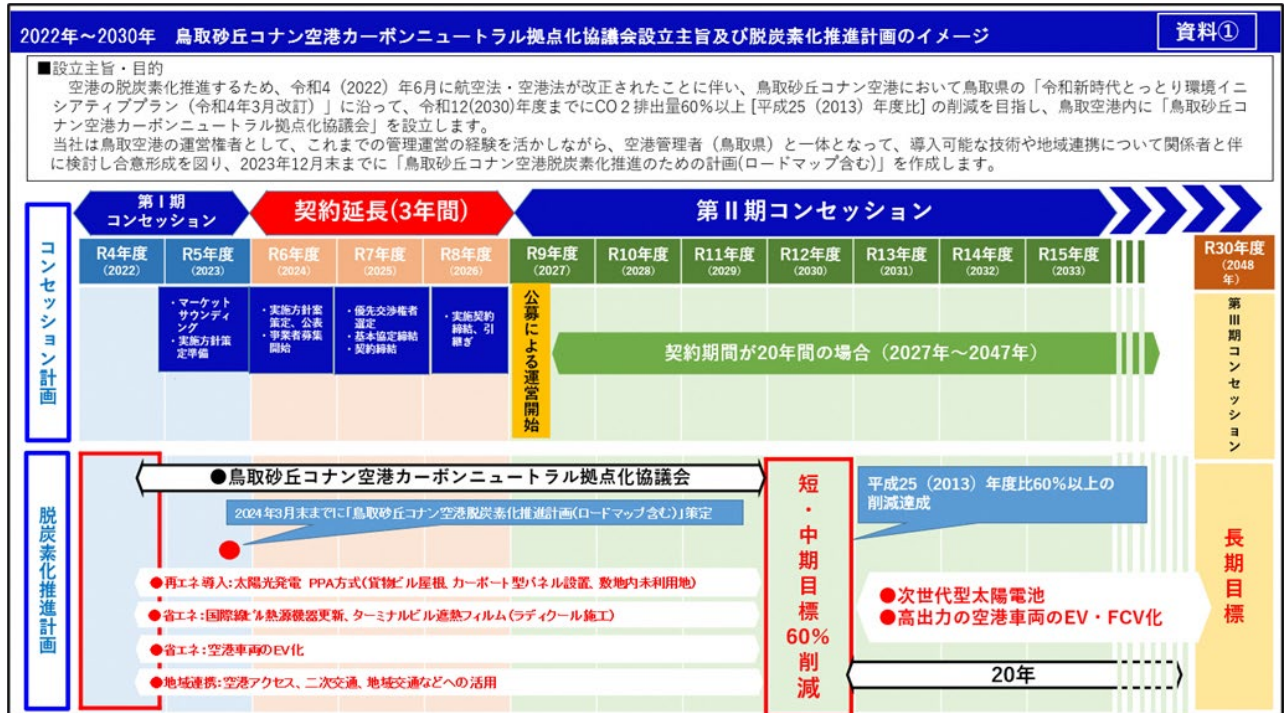 2022年～2030年　鳥取砂丘コナン空港カーボンニュートラル拠点化協議会設立主旨及び脱炭素化推進計画のイメージ
資料①
■設立主旨・目的
空港の脱炭素化推進するため、令和4（2022）年6月に航空法・空港法が改正されたことに伴い、鳥取砂丘コナン空港において鳥取県の「令和新時代とっとり環境イニ
シアティブプラン（令和4年3月改訂）」に沿って、令和12(2030)年度までにCO２排出量60%以上 [平成25（2013）年度比] の削減を目指し、鳥取空港内に「鳥取砂丘コ
ナン空港カーボンニュートラル拠点化協議会」を設立します。
当社は鳥取空港の運営権者として、これまでの管理運営の経験を活かしながら、空港管理者（鳥取県）と一体となって、導入可能な技術や地域連携について関係者と伴
に検討し合意形成を図り、2023年12月末までに「鳥取砂丘コナン空港脱炭素化推進のための計画(ロードマップ含む)」を作成します。
コンセッション計画
第Ⅰ期
コンセッション
契約延長(3年間)
第Ⅱ期コンセッション
R4年度
(2022)
R5年度
(2023)
R6年度
(2024)
R7年度
(2025)
R8年度
(2026)
R9年度
(2027)
R10年度
(2028)
R11年度
(2029)
R12年度
(2030)
R13年度
(2031)
R14年度
(2032)
R15年度
(2033)
R30年度
(2048
年)
・マーケット
サウンディ
ング
・実施方針策
定準備
・実施方針案
策定、公表
・事業者募集
開始
・優先交渉権者
選定
・基本協定締結
・契約締結
・実施契約
締結、引
継ぎ
公募による運営開始
契約期間が20年間の場合（2027年～2047年）
第Ⅲ期コンセッション
脱炭素化推進計画
●鳥取砂丘コナン空港カーボンニュートラル拠点化協議会
2024年3月末までに「鳥取砂丘コナン空港脱炭素化推進計画(ロードマップ含む)」策定
●再エネ導入：太陽光発電 PPA方式(貨物ビル屋根、カーポート型パネル設置、敷地内未利用地)
●省エネ：国際線ビル熱源機器更新、ターミナルビル遮熱フィルム(ラディクール施工)
●省エネ：空港車両のEV化
●地域連携：空港アクセス、二次交通、地域交通などへの活用
短・中期目標
60%
削減
平成25（2013）年度比60%以上の
削減達成
●次世代型太陽電池
●高出力の空港車両のEV・FCV化
20年
長期目標